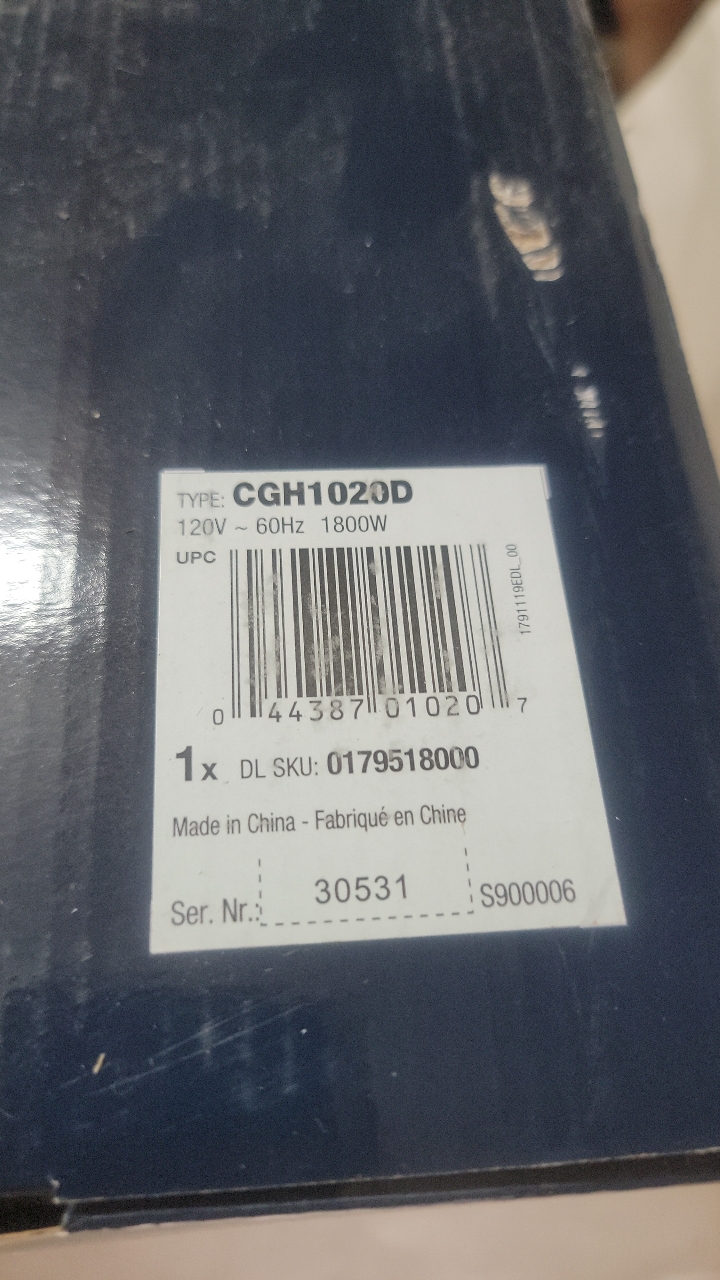 TYPE: CGH1020D
120V ~ 60Hz 1800W
UPC
1791119EDL_00
0 44387 01020 7
1x DL SKU: 0179518000
Made in China - Fabriqué en Chine
Ser. Nr.: 30531 S900006